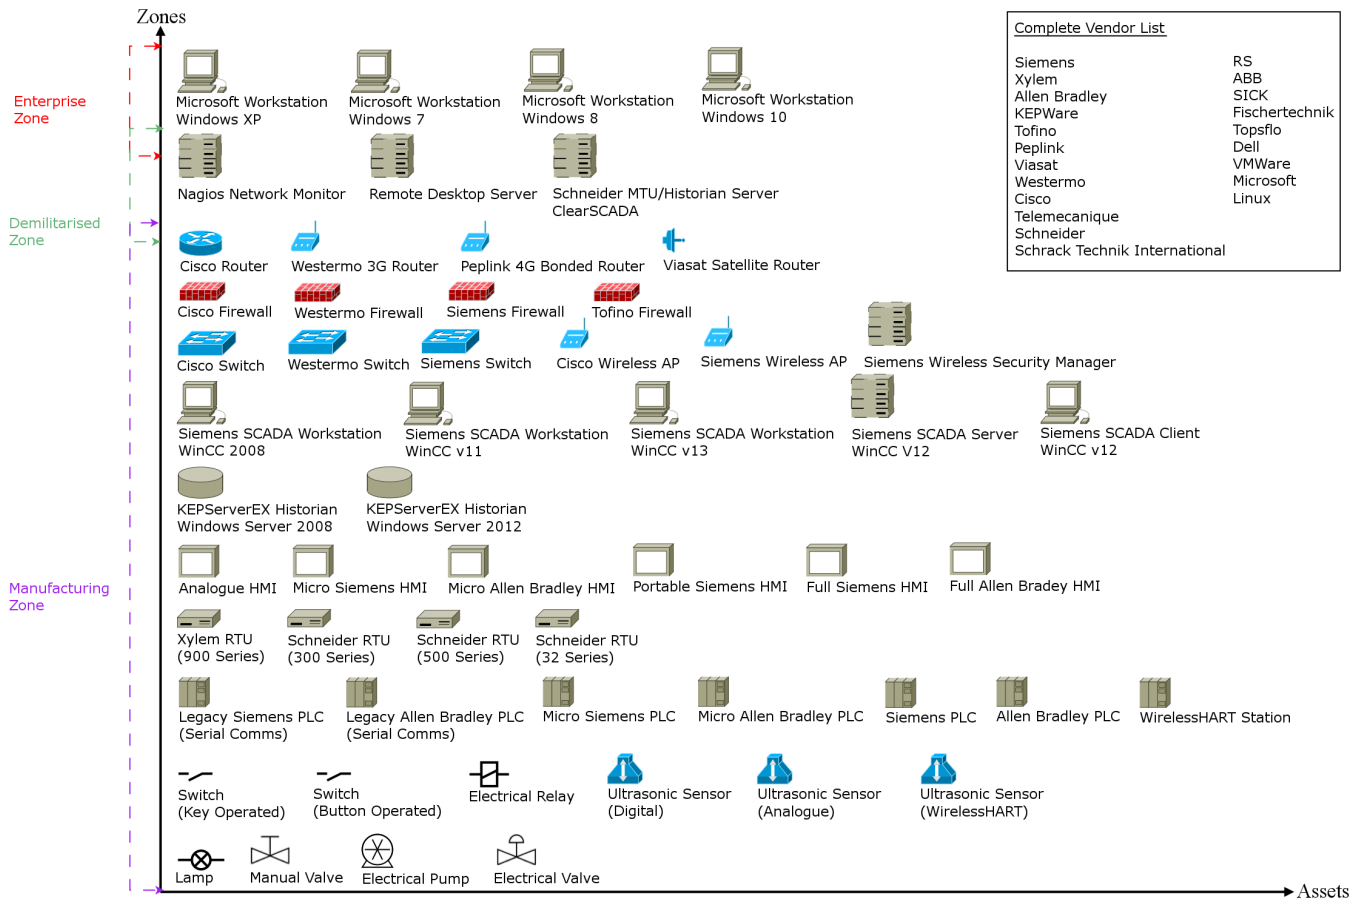 Zones
Complete Vendor List
Siemens
Xylem
Allen Bradley
KEPWare
Tofino
Peplink
Viasat
Westermo
Cisco
Telemecanique
Schneider
Schrack Technik International
RS
ABB
SICK
Fischertechnik
Topsflo
Dell
VMWare
Microsoft
Linux
Enterprise
Zone
Microsoft Workstation
Windows XP
Microsoft Workstation
Windows 7
Microsoft Workstation
Windows 8
Microsoft Workstation
Windows 10
Nagios Network Monitor
Remote Desktop Server
Schneider MTU/Historian Server
ClearSCADA
Demilitarised
Zone
Cisco Router
Westermo 3G Router
Peplink 4G Bonded Router
Viasat Satellite Router
Cisco Firewall
Westermo Firewall
Siemens Firewall
Tofino Firewall
Cisco Switch
Westermo Switch
Siemens Switch
Cisco Wireless AP
Siemens Wireless AP
Siemens Wireless Security Manager
Siemens SCADA Workstation
WinCC 2008
Siemens SCADA Workstation
WinCC v11
Siemens SCADA Workstation
WinCC v13
Siemens SCADA Server
WinCC V12
Siemens SCADA Client
WinCC v12
KEPServerEX Historian
Windows Server 2008
KEPServerEX Historian
Windows Server 2012
Manufacturing
Zone
Analogue HMI
Micro Siemens HMI
Micro Allen Bradley HMI
Portable Siemens HMI
Full Siemens HMI
Full Allen Bradey HMI
Xylem RTU
(900 Series)
Schneider RTU
(300 Series)
Schneider RTU
(500 Series)
Schneider RTU
(32 Series)
Legacy Siemens PLC
(Serial Comms)
Legacy Allen Bradley PLC
(Serial Comms)
Micro Siemens PLC
Micro Allen Bradley PLC
Siemens PLC
Allen Bradley PLC
WirelessHART Station
Switch
(Key Operated)
Switch
(Button Operated)
Electrical Relay
Ultrasonic Sensor
(Digital)
Ultrasonic Sensor
(Analogue)
Ultrasonic Sensor
(WirelessHART)
Lamp
Manual Valve
Electrical Pump
Electrical Valve
Assets